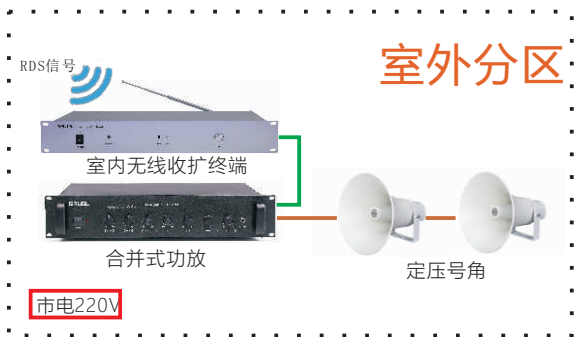 室外分区
RDS信号
室内无线收扩终端
合并式功放
定压号角
市电220V